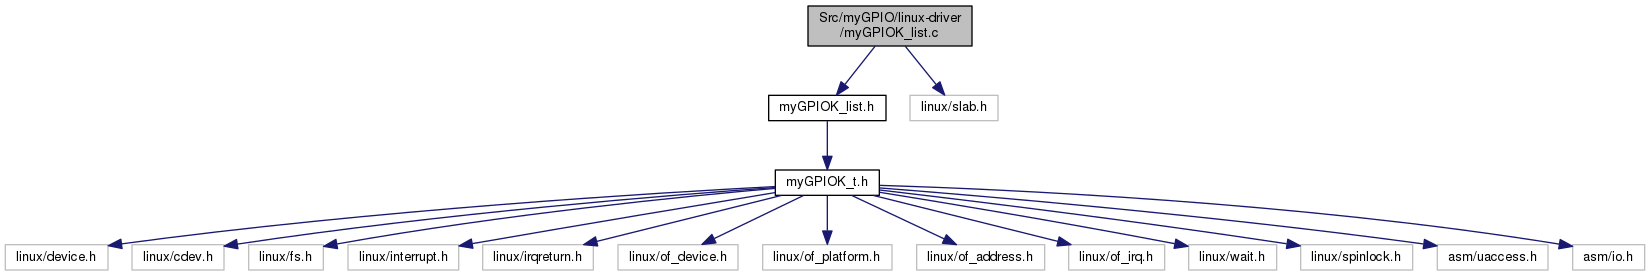 Src/myGPIO/linux-driver
/myGPIOK_list.c
myGPIOK_list.h
linux/slab.h
myGPIOK_t.h
linux/device.h
linux/cdev.h
linux/fs.h
linux/interrupt.h
linux/irqreturn.h
linux/of_device.h
linux/of_platform.h
linux/of_address.h
linux/of_irq.h
linux/wait.h
linux/spinlock.h
asm/uaccess.h
asm/io.h